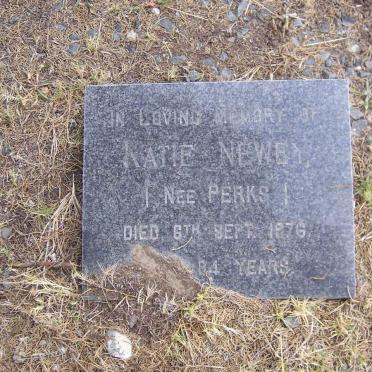 IN LOVING MEMORY OF
KATIE NEWBY,
( NEE PERKS )
DIED 6TH SEPT. 1976,
84 YEARS.